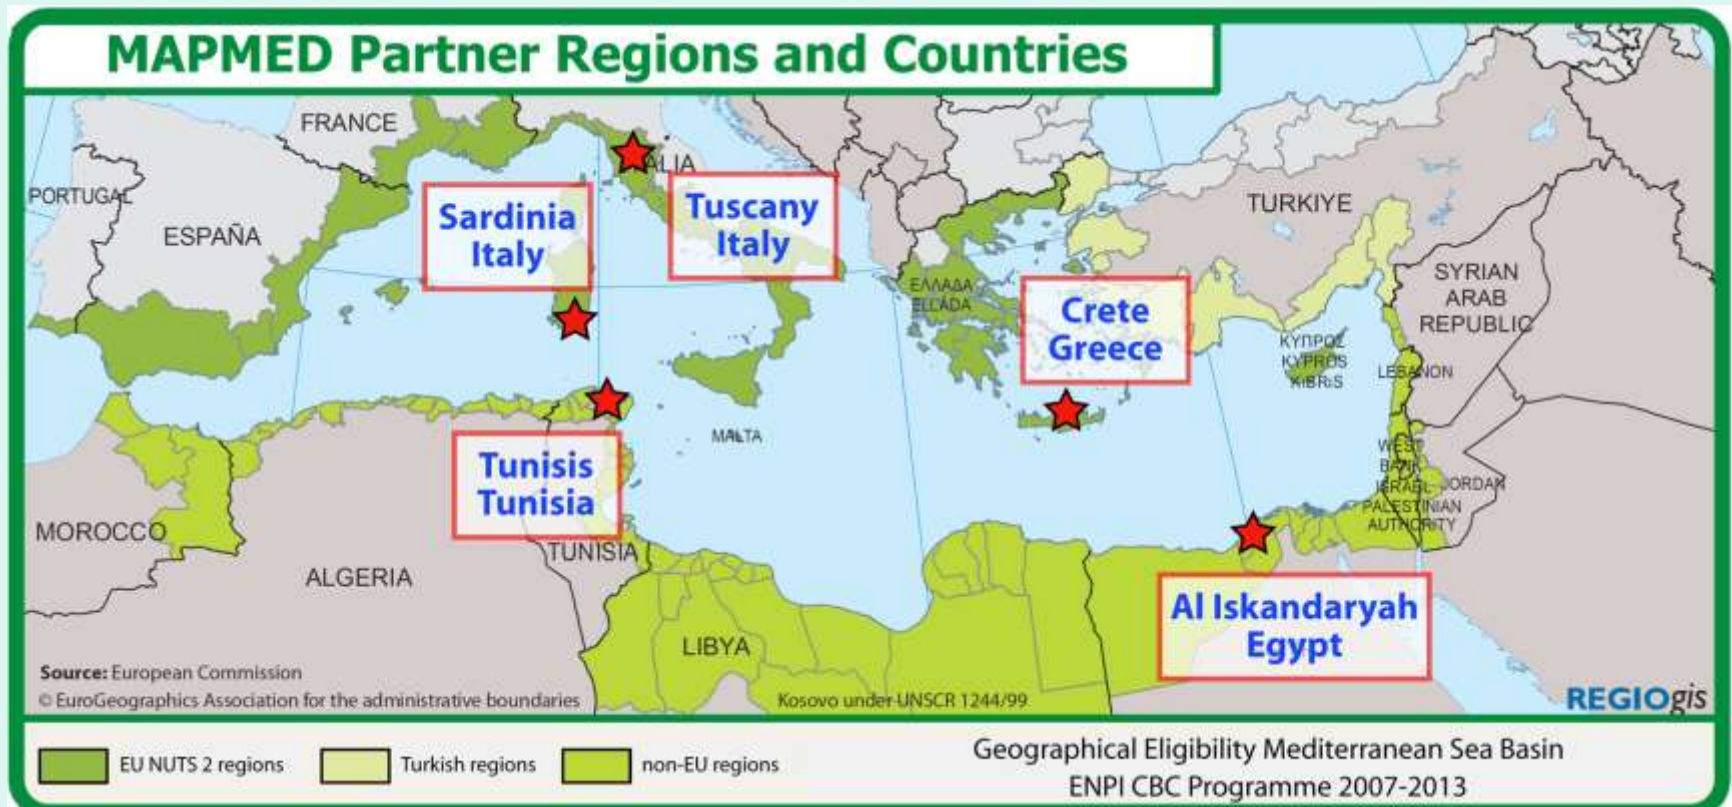 MAPMED Partner Regions and Countries
FRANCE
ALIA
PORTUGAL
ESPAÑA
Sardinia
Italy
Tuscany
Italy
TURKIYE
ΕΛΛΑΔΑ
ELLADA
Crete
Greece
SYRIAN
ARAB
REPUBLIC
ΚΥΠΡΟΣ
KYPROS
KIBRIS
LEBANON
MALTA
Tunisis
Tunisia
WEST
BANK
ISRAEL
JORDAN
PALESTINIAN
AUTHORITY
MOROCCO
ALGERIA
TUNISIA
LIBYA
Al Iskandaryah
Egypt
Source: European Commission
© EuroGeographics Association for the administrative boundaries
Kosovo under UNSCR 1244/99
REGIOgis
EU NUTS 2 regions
Turkish regions
non-EU regions
Geographical Eligibility Mediterranean Sea Basin
ENPI CBC Programme 2007-2013